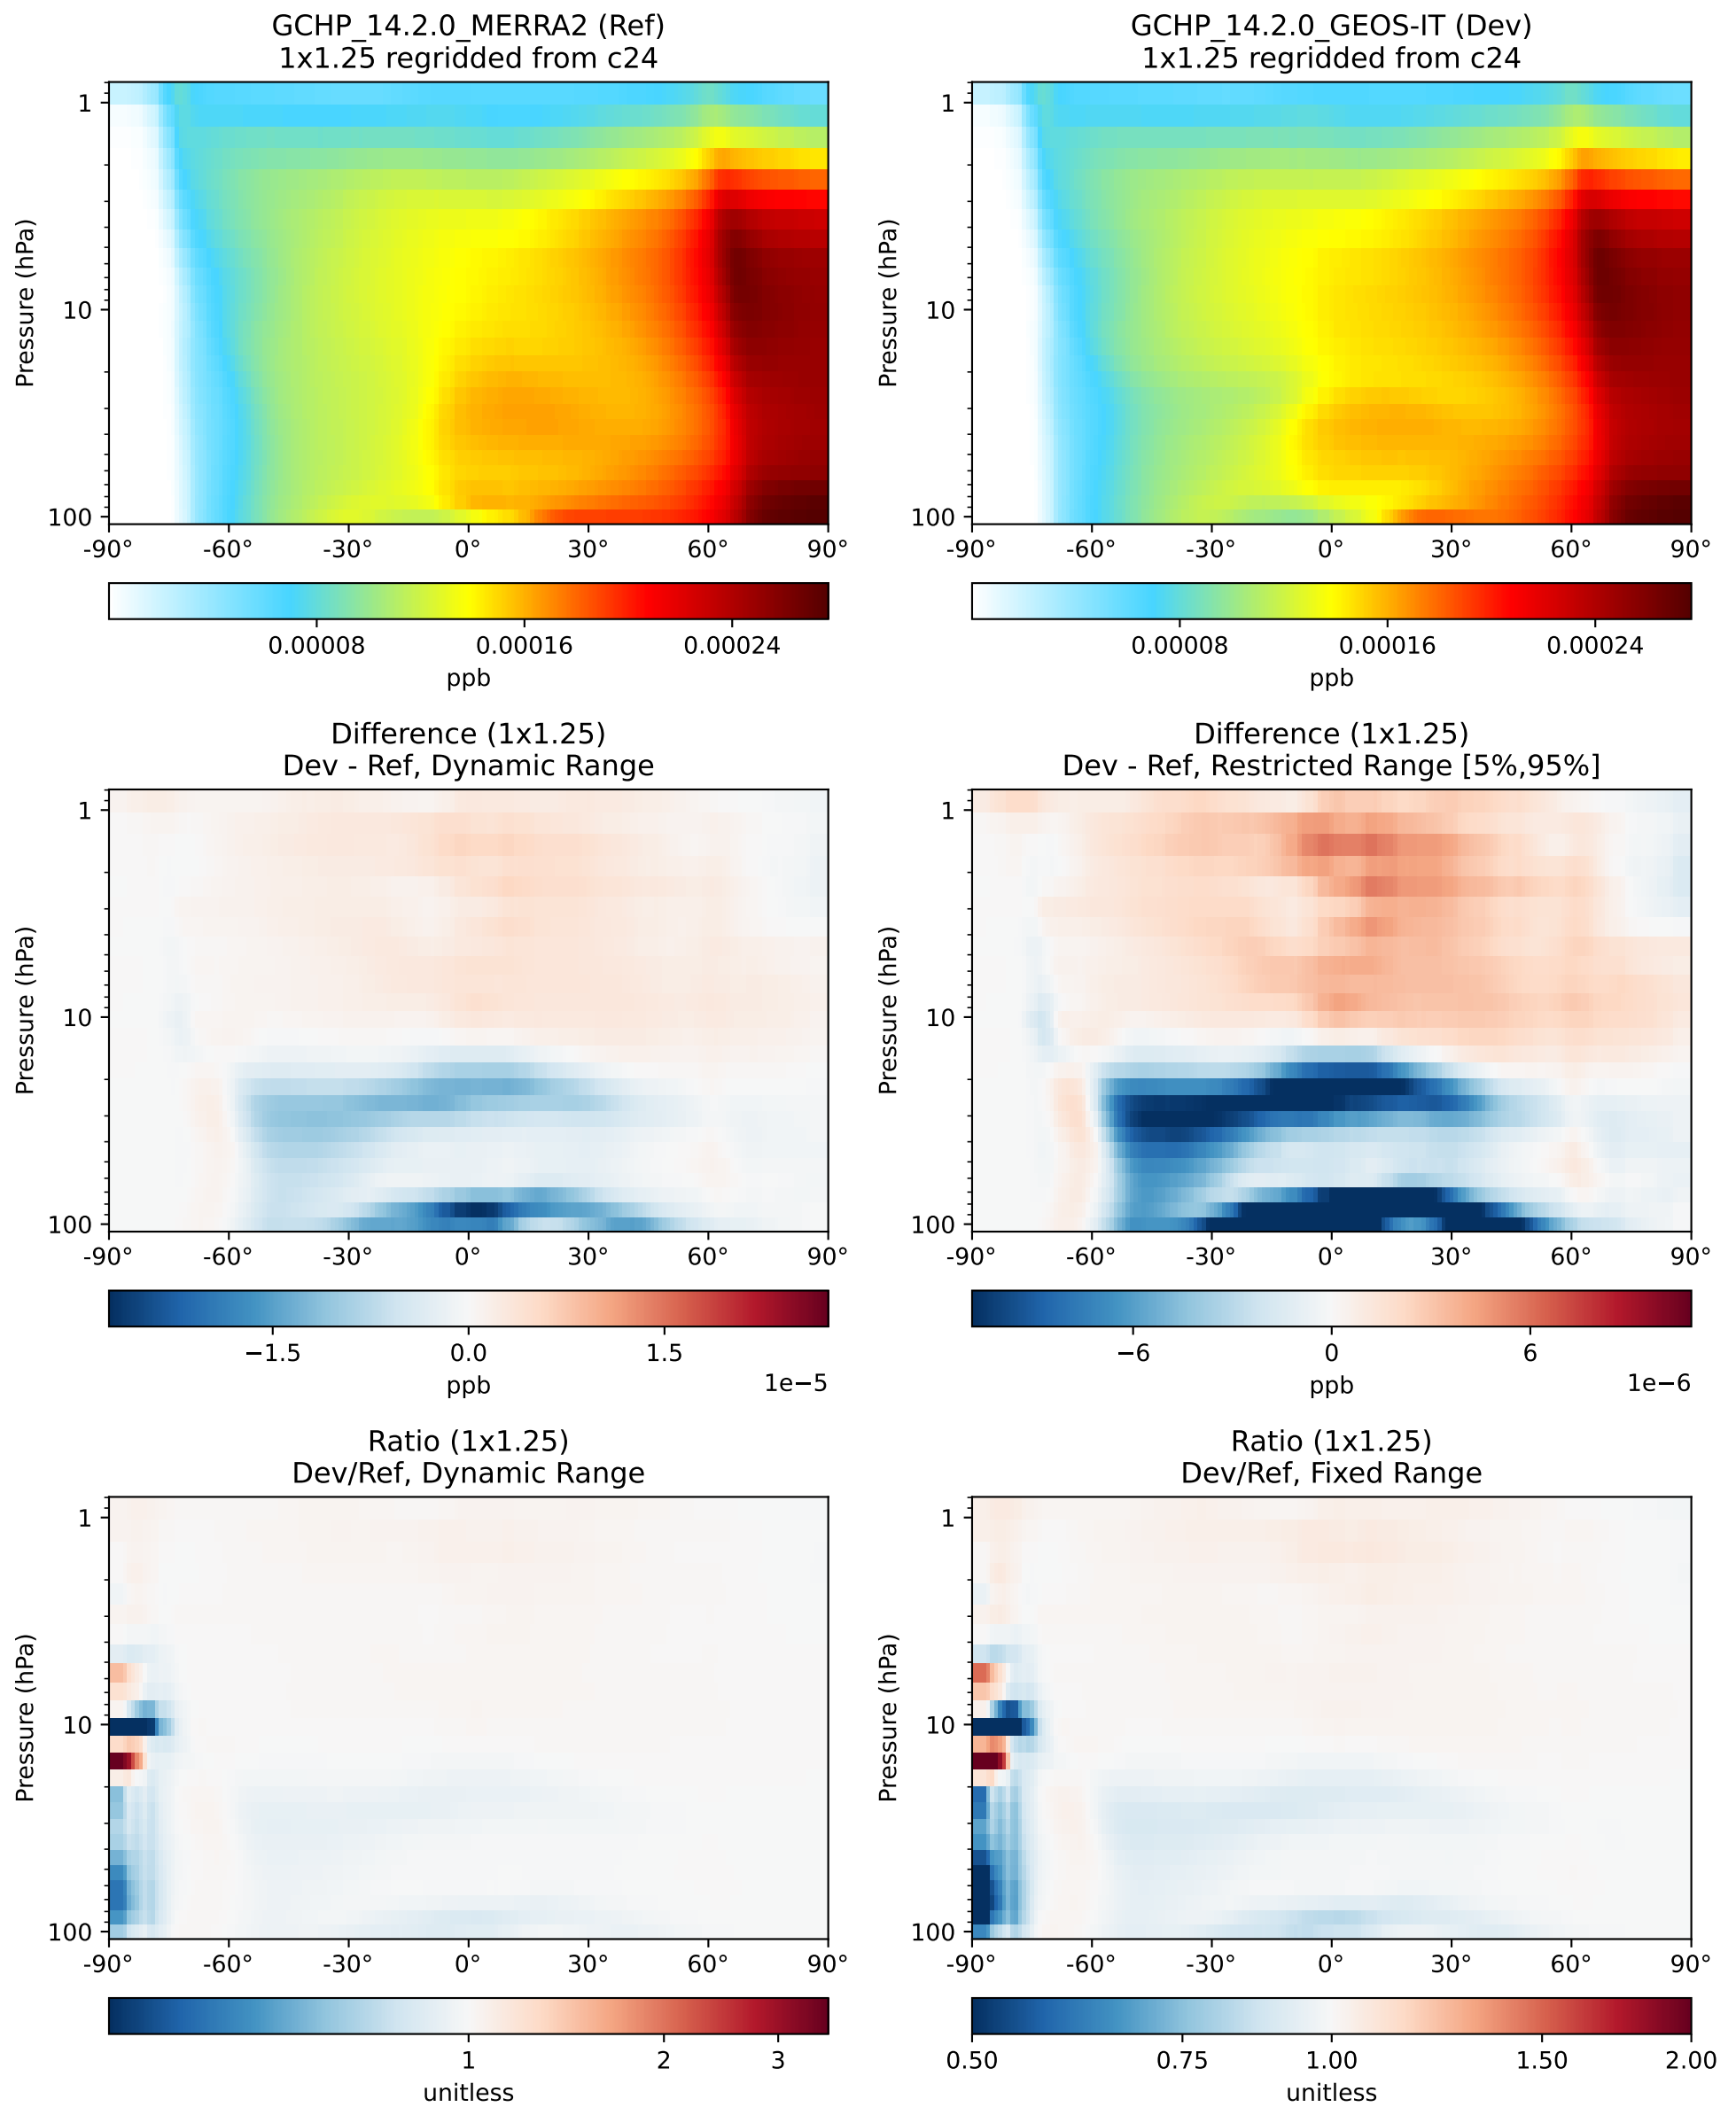 GCHP_14.2.0_MERRA2 (Ref)
1x1.25 regridded from c24
Pressure (hPa)
1
10
100
-90° -60° -30° 0° 30° 60° 90°
0.00008 0.00016 0.00024
ppb
GCHP_14.2.0_GEOS-IT (Dev)
1x1.25 regridded from c24
Pressure (hPa)
1
10
100
-90° -60° -30° 0° 30° 60° 90°
0.00008 0.00016 0.00024
ppb
Difference (1x1.25)
Dev - Ref, Dynamic Range
Pressure (hPa)
1
10
100
-90° -60° -30° 0° 30° 60° 90°
−1.5 0.0 1.5
ppb
1e−5
Difference (1x1.25)
Dev - Ref, Restricted Range [5%,95%]
Pressure (hPa)
1
10
100
-90° -60° -30° 0° 30° 60° 90°
−6 0 6
ppb
1e−6
Ratio (1x1.25)
Dev/Ref, Dynamic Range
Pressure (hPa)
1
10
100
-90° -60° -30° 0° 30° 60° 90°
1 2 3
unitless
Ratio (1x1.25)
Dev/Ref, Fixed Range
Pressure (hPa)
1
10
100
-90° -60° -30° 0° 30° 60° 90°
0.50 0.75 1.00 1.50 2.00
unitless